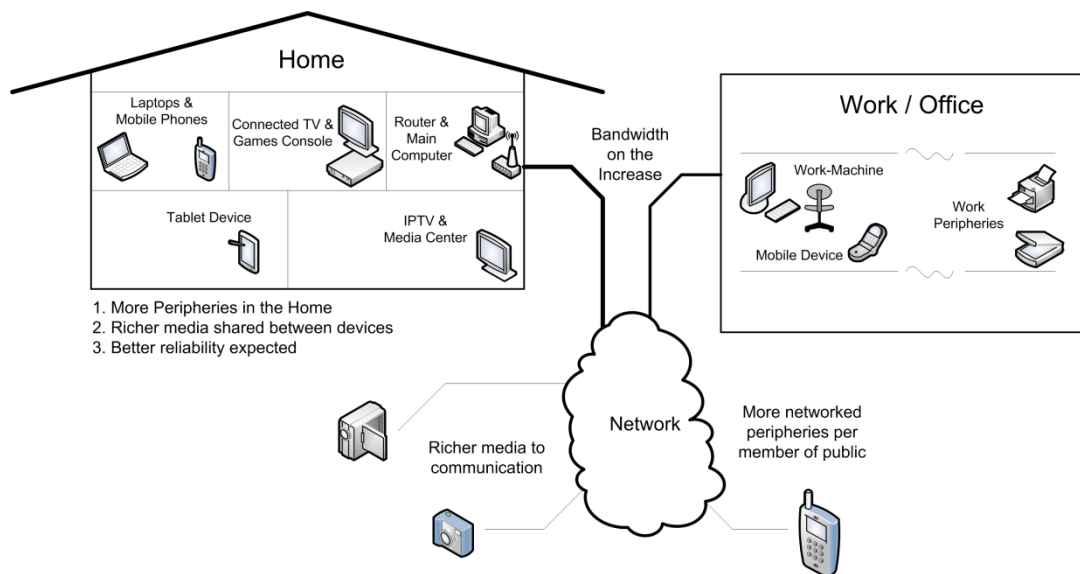 Home
Laptops &
Mobile Phones
Connected TV &
Games Console
Router &
Main
Computer
Tablet Device
IPTV &
Media Center
1. More Peripheries in the Home
2. Richer media shared between devices
3. Better reliability expected
Bandwidth
on the
Increase
Work / Office
Work-Machine
Mobile Device
Work
Peripheries
Network
Richer media to
communication
More networked
peripheries per
member of public